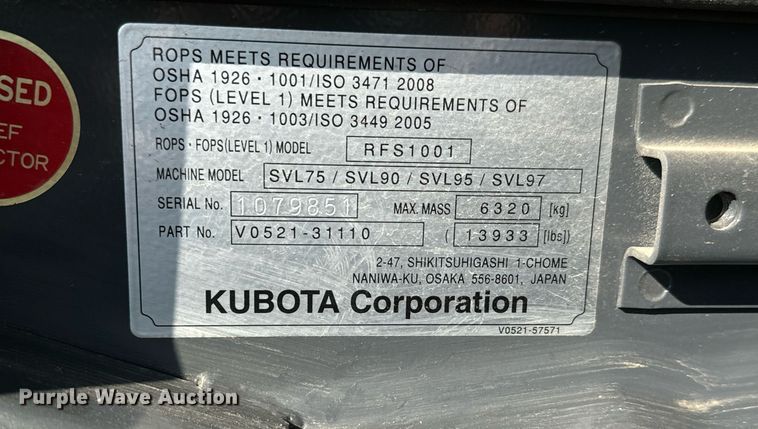 SED
EF
CTOR
ROPS MEETS REQUIREMENTS OF
OSHA 1926・1001/ISO 3471 2008
FOPS (LEVEL 1) MEETS REQUIREMENTS OF
OSHA 1926・1003/ISO 3449 2005
ROPS・FOPS(LEVEL 1) MODEL RFS1001
MACHINE MODEL SVL75 / SVL90 / SVL95 / SVL97
SERIAL No. 1079851 MAX. MASS 6320 [kg]
PART No. V0521-31110 ( 13933 [lbs])
2-47, SHIKITSUHIGASHI 1-CHOME
NANIWA-KU, OSAKA 556-8601, JAPAN
KUBOTA Corporation
V0521-57571
Purple Wave Auction